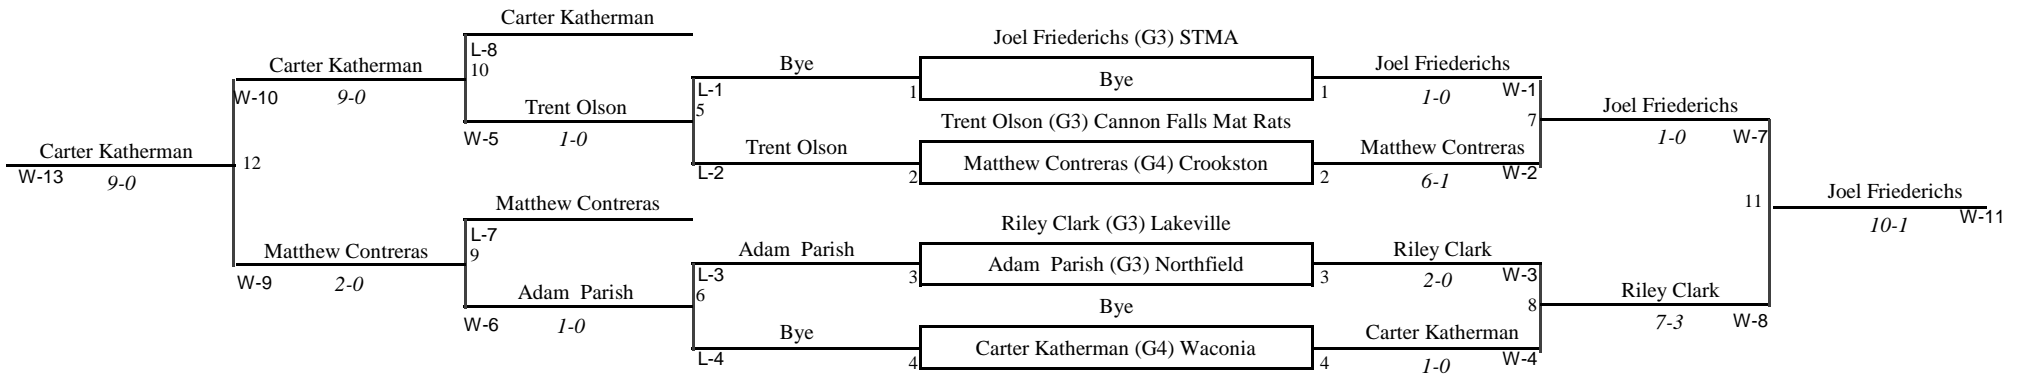 Carter Katherman
Joel Friederichs (G3) STMA
L-8
Carter Katherman
10
Bye
Bye
Joel Friederichs
W-10
9-0
L-1
1
1
1-0
W-1
Trent Olson
5
7
Joel Friederichs
W-5
1-0
Trent Olson (G3) Cannon Falls Mat Rats
1-0
W-7
Carter Katherman
12
Trent Olson
Matthew Contreras (G4) Crookston
Matthew Contreras
W-13
9-0
L-2
2
2
6-1
W-2
Matthew Contreras
11
Joel Friederichs
10-1
W-11
L-7
Riley Clark (G3) Lakeville
Matthew Contreras
9
Adam  Parish
Adam  Parish (G3) Northfield
Riley Clark
W-9
2-0
L-3
3
3
2-0
W-3
Adam  Parish
6
8
Riley Clark
W-6
1-0
Bye
7-3
W-8
Bye
Carter Katherman (G4) Waconia
Carter Katherman
L-4
4
4
1-0
W-4